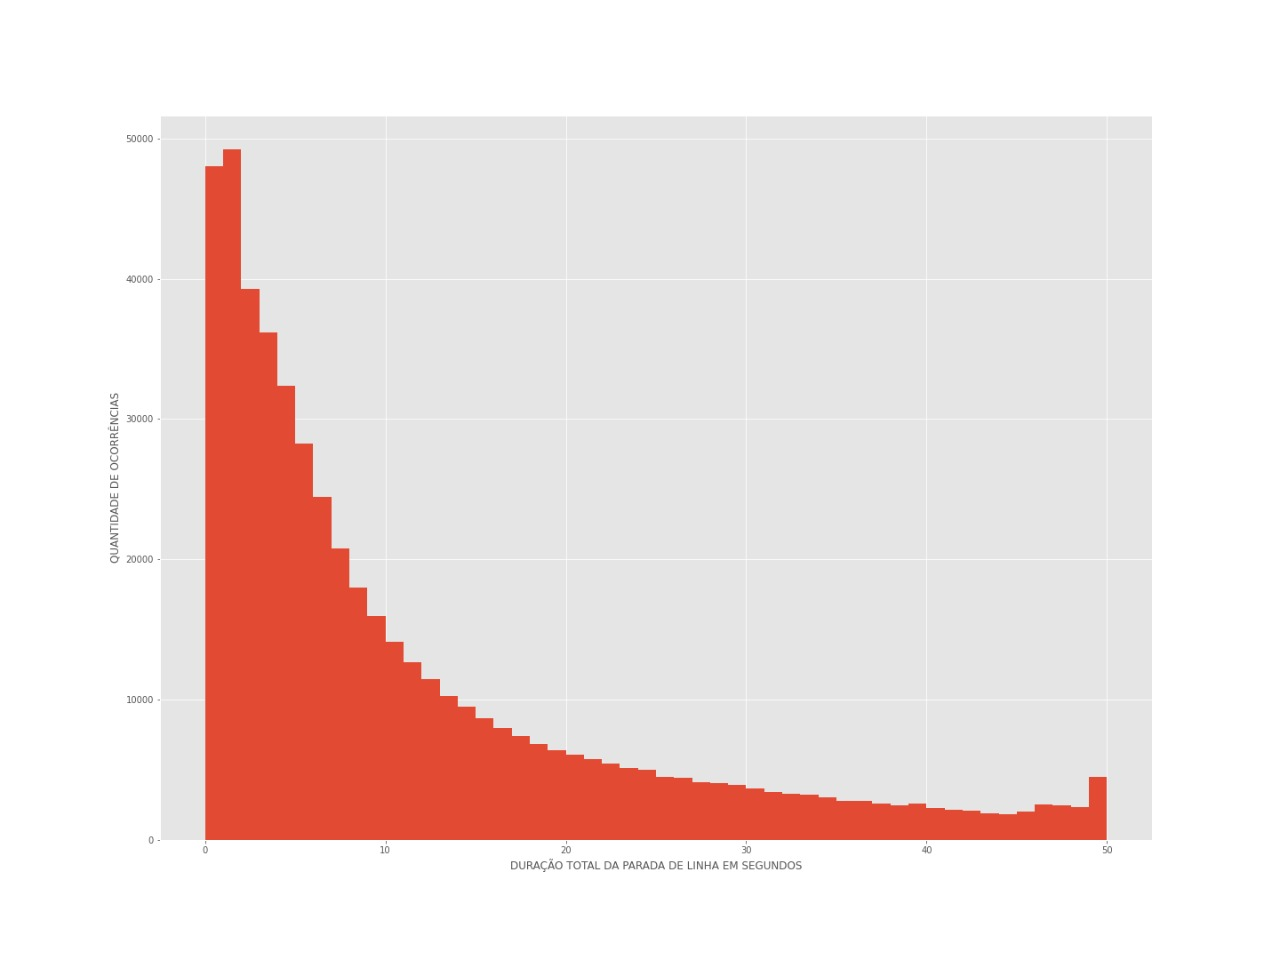 50000
40000
30000
20000
10000
0
QUANTIDADE DE OCORRÊNCIAS
0 10 20 30 40 50
DURAÇÃO TOTAL DA PARADA DE LINHA EM SEGUNDOS